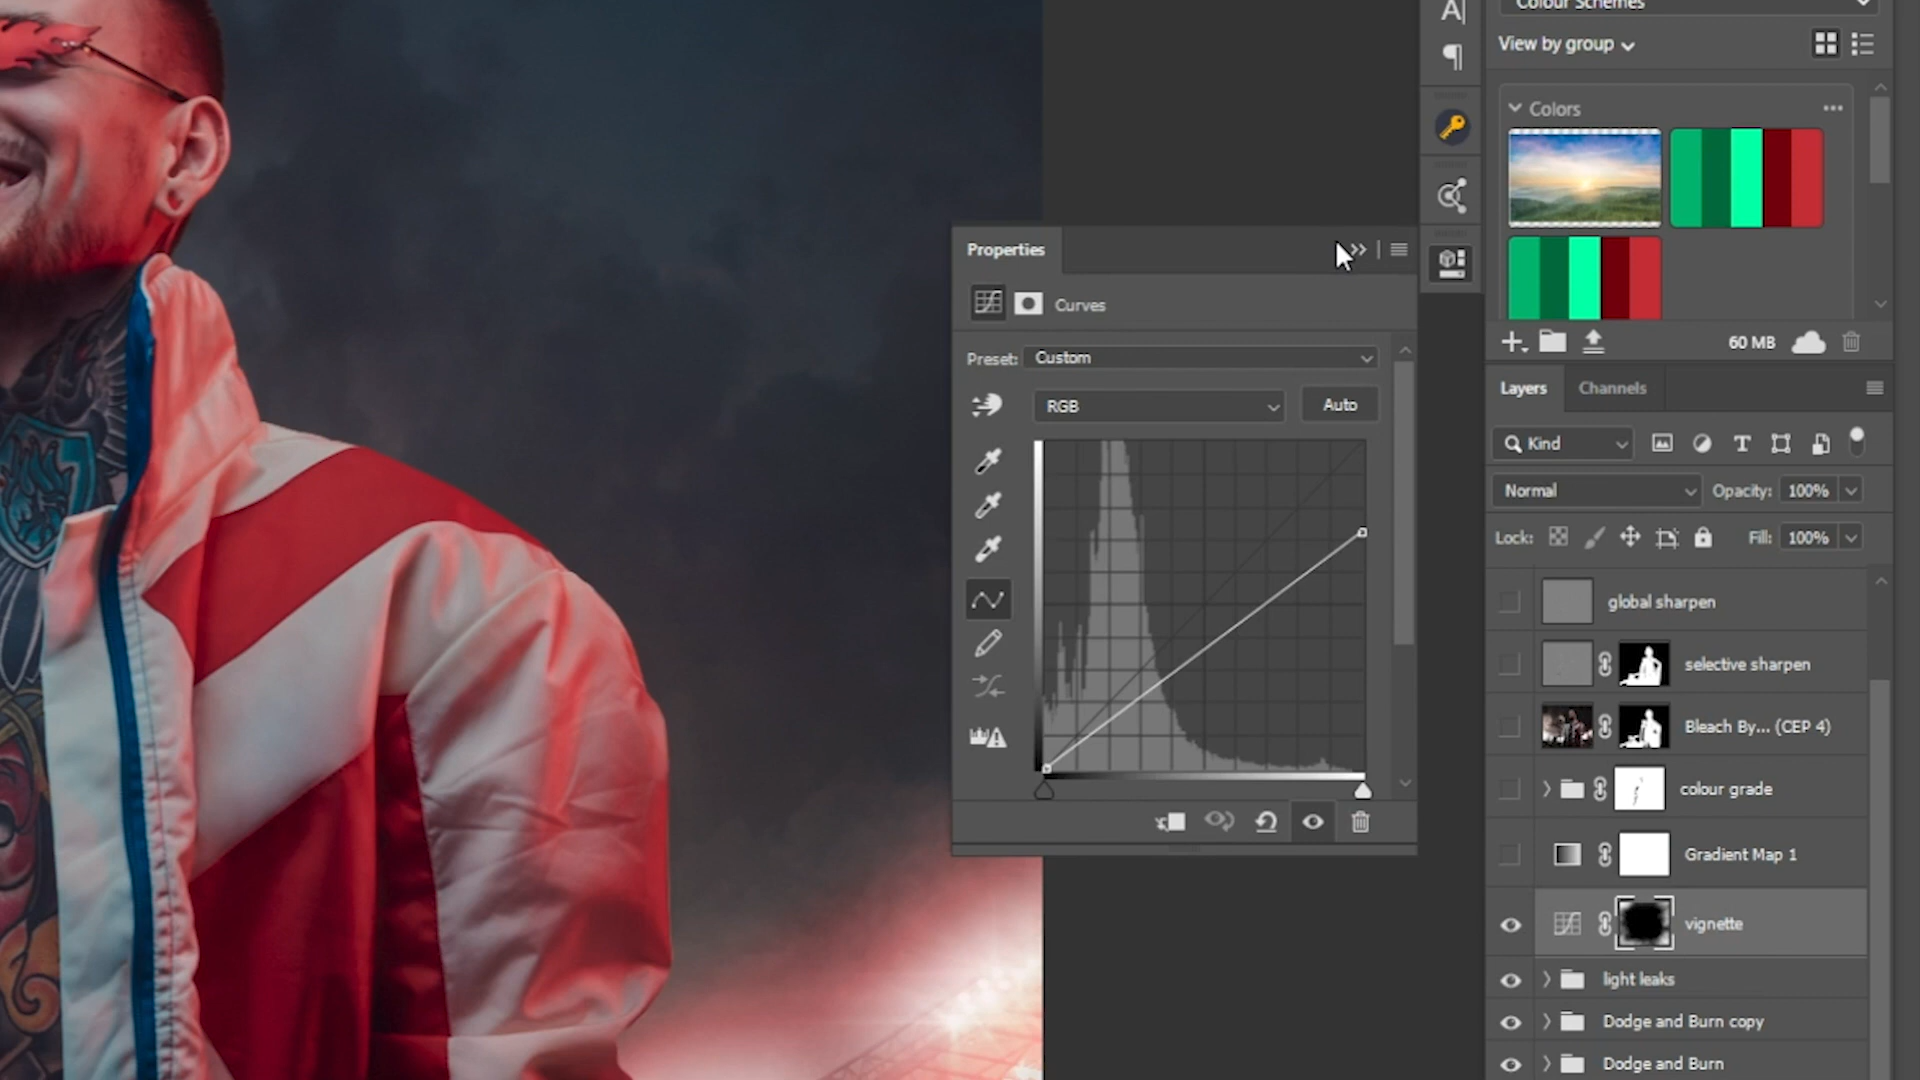 Colour Schemes
View by group
Colors
60 MB
Properties
Curves
Preset: Custom
RGB
Auto
Layers
Channels
Kind
Normal
Opacity: 100%
Lock:
Fill: 100%
global sharpen
selective sharpen
Bleach By... (CEP 4)
colour grade
Gradient Map 1
vignette
light leaks
Dodge and Burn copy
Dodge and Burn